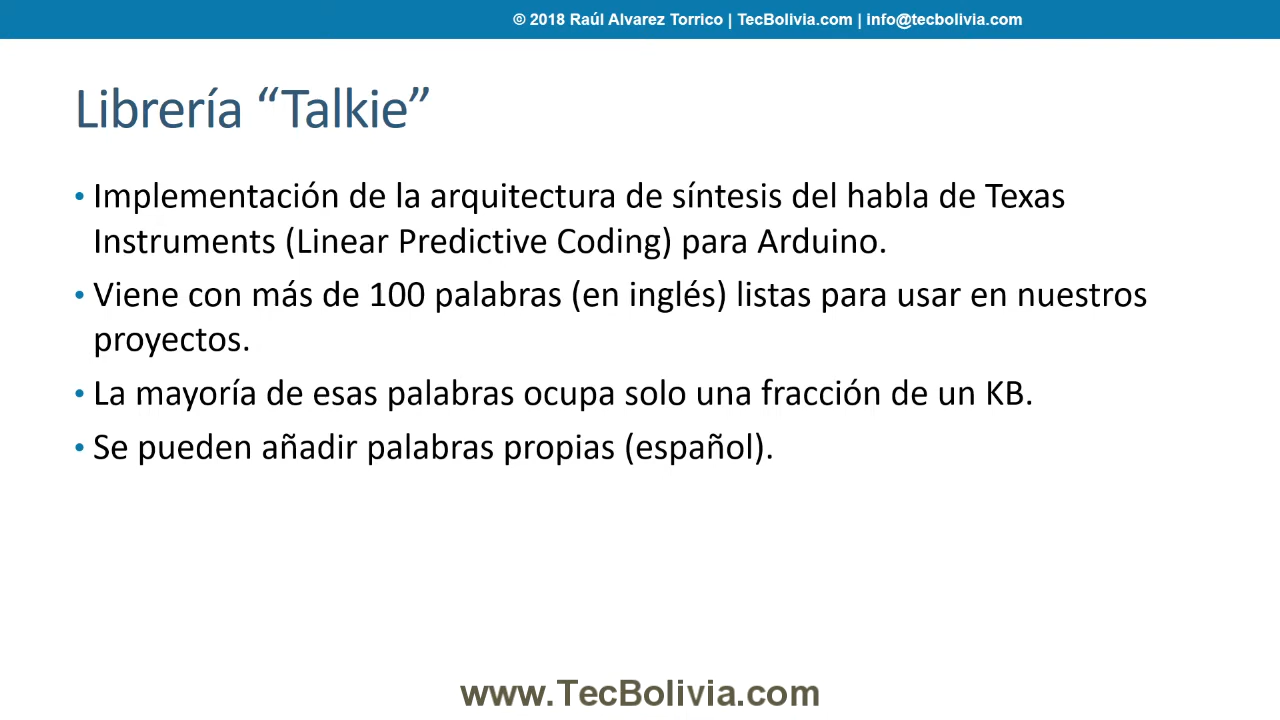 © 2018 Raúl Alvarez Torrico | TecBolivia.com | info@tecbolivia.com
Librería “Talkie”
• Implementación de la arquitectura de síntesis del habla de Texas
Instruments (Linear Predictive Coding) para Arduino.
• Viene con más de 100 palabras (en inglés) listas para usar en nuestros
proyectos.
• La mayoría de esas palabras ocupa solo una fracción de un KB.
• Se pueden añadir palabras propias (español).
www.TecBolivia.com